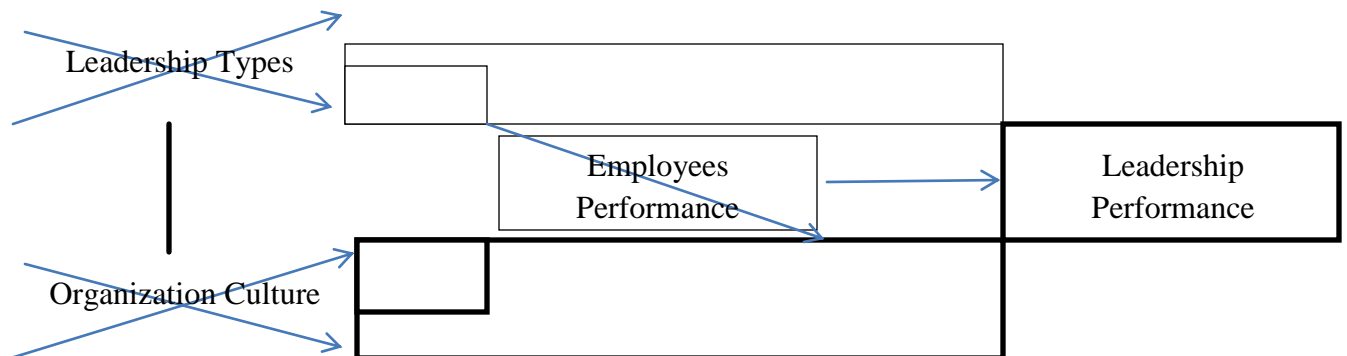 Leadership Types
Employees
Performance
Leadership
Performance
Organization Culture